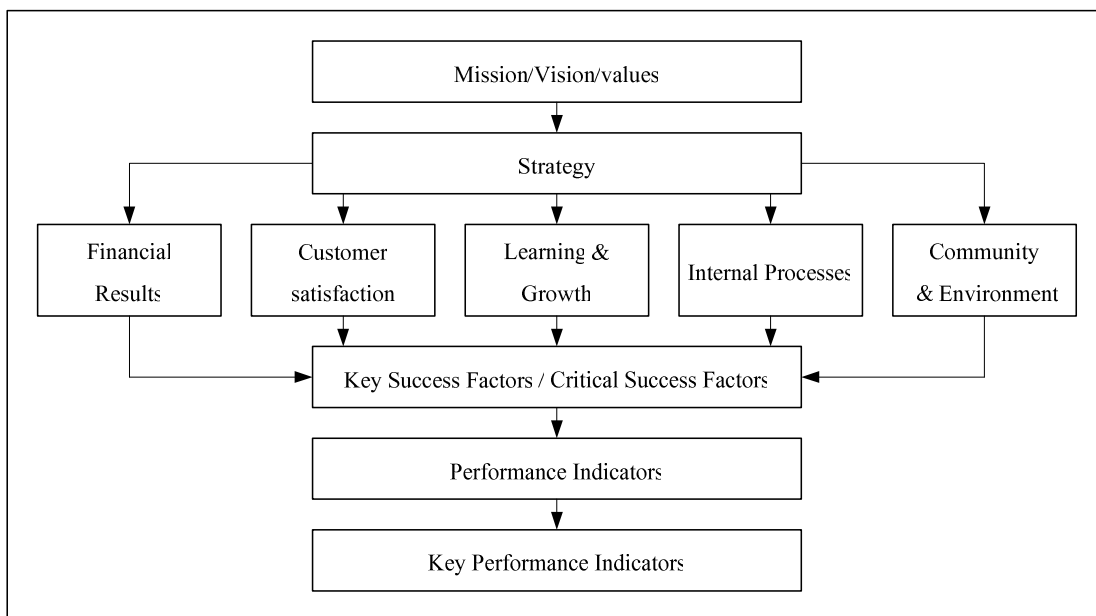 Mission/Vision/values
Strategy
Financial
Results
Customer
satisfaction
Learning &
Growth
Internal Processes
Community
& Environment
Key Success Factors / Critical Success Factors
Performance Indicators
Key Performance Indicators